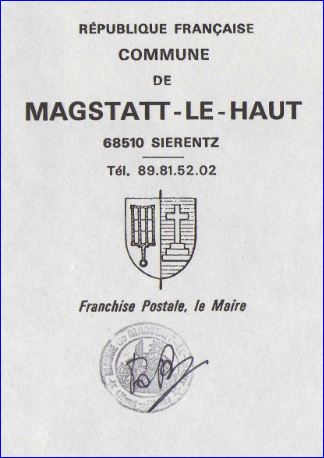 RÉPUBLIQUE FRANÇAISE
COMMUNE
DE
MAGSTATT-LE-HAUT
68510 SIERENTZ
Tél. 89.81.52.02
Franchise Postale, le Maire